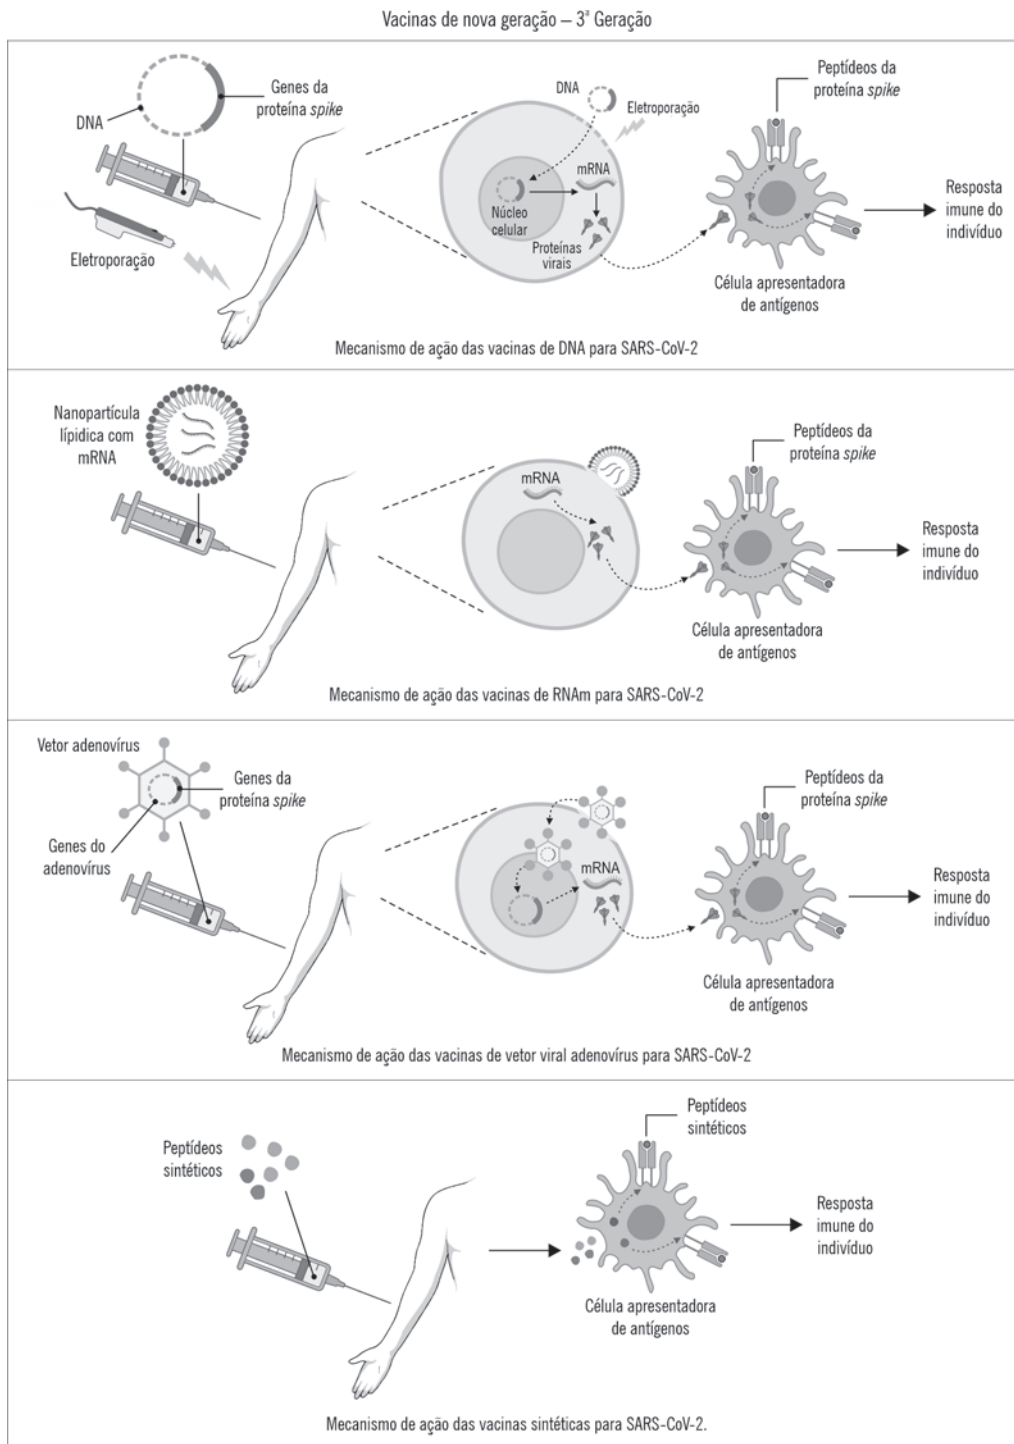 Vacinas de nova geração – 3ª Geração
Genes da
proteína spike
DNA
Eletroporação
DNA
Eletroporação
mRNA
Núcleo
celular
Proteínas
virais
Peptídeos da
proteína spike
Célula apresentadora
de antígenos
Resposta
imune do
indivíduo
Mecanismo de ação das vacinas de DNA para SARS-CoV-2
Nanopartícula
lípidica com
mRNA
mRNA
Peptídeos da
proteína spike
Célula apresentadora
de antígenos
Resposta
imune do
indivíduo
Mecanismo de ação das vacinas de RNAm para SARS-CoV-2
Vetor adenovírus
Genes da
proteína spike
Genes do
adenovírus
mRNA
Peptídeos da
proteína spike
Célula apresentadora
de antígenos
Resposta
imune do
indivíduo
Mecanismo de ação das vacinas de vetor viral adenovírus para SARS-CoV-2
Peptídeos
sintéticos
Peptídeos
sintéticos
Célula apresentadora
de antígenos
Resposta
imune do
indivíduo
Mecanismo de ação das vacinas sintéticas para SARS-CoV-2.